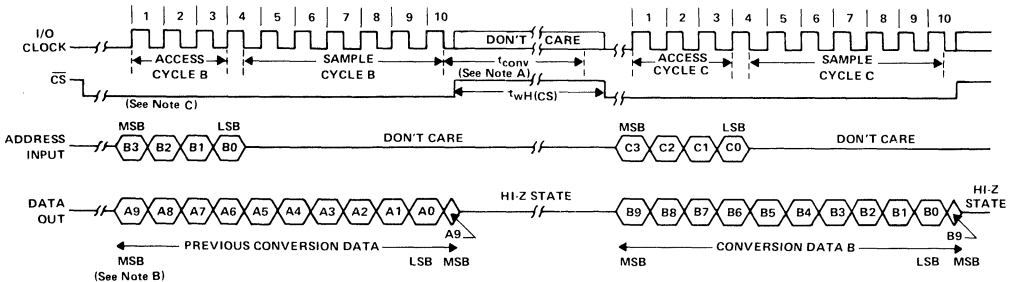 1 2 3 4 5 6 7 8 9 10 1 2 3 4 5 6 7 8 9 10
I/O
CLOCK
DON'T CARE
ACCESS
CYCLE B
SAMPLE
CYCLE B
tconv
(See Note A)
ACCESS
CYCLE C
SAMPLE
CYCLE C
CS
(See Note C)
twH(CS)
MSB LSB MSB LSB
ADDRESS
INPUT
B3 B2 B1 B0 DON'T CARE C3 C2 C1 C0 DON'T CARE
DATA
OUT
A9 A8 A7 A6 A5 A4 A3 A2 A1 A0 HI-Z STATE B9 B8 B7 B6 B5 B4 B3 B2 B1 B0 HI-Z
STATE
A9 B9
PREVIOUS CONVERSION DATA CONVERSION DATA B
MSB LSB MSB MSB LSB MSB
(See Note B)